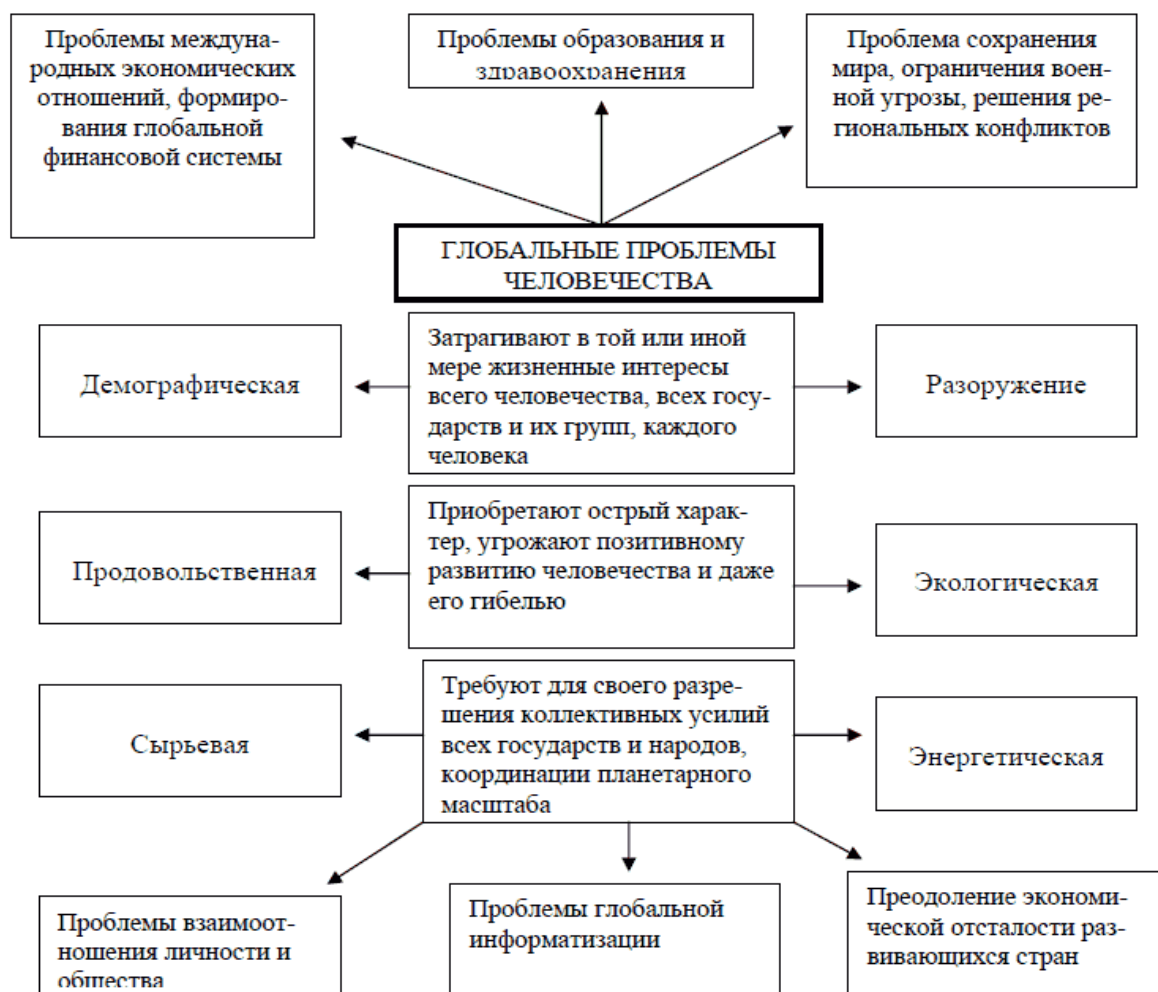 Проблемы междуна-
родных экономических
отношений, формиро-
вания глобальной
финансовой системы
Проблемы образования и
здравоохранения
Проблема сохранения
мира, ограничения воен-
ной угрозы, решения ре-
гиональных конфликтов
ГЛОБАЛЬНЫЕ ПРОБЛЕМЫ
ЧЕЛОВЕЧЕСТВА
Демографическая
Затрагивают в той или иной
мере жизненные интересы
всего человечества, всех госу-
дарств и их групп, каждого
человека
Разоружение
Продовольственная
Приобретают острый харак-
тер, угрожают позитивному
развитию человечества и даже
его гибелью
Экологическая
Сырьевая
Требуют для своего разре-
шения коллективных усилий
всех государств и народов,
координации планетарного
масштаба
Энергетическая
Проблемы взаимоот-
ношения личности и
общества
Проблемы глобальной
информатизации
Преодоление экономи-
ческой отсталости раз-
вивающихся стран